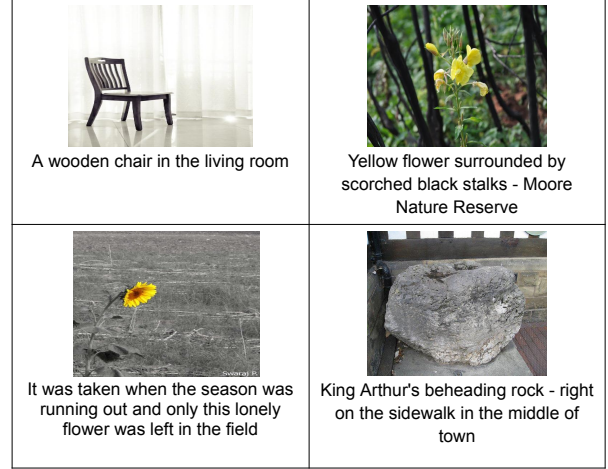 A wooden chair in the living room
Yellow flower surrounded by
scorched black stalks - Moore
Nature Reserve
Swaraj P.
It was taken when the season was
running out and only this lonely
flower was left in the field
King Arthur's beheading rock - right
on the sidewalk in the middle of
town